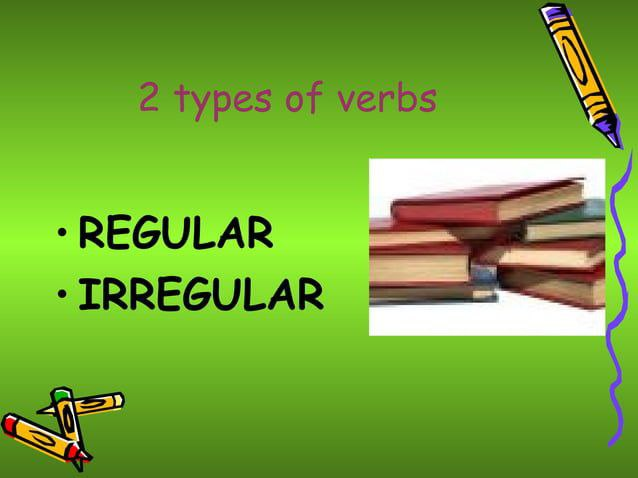 2 types of verbs
• REGULAR
• IRREGULAR